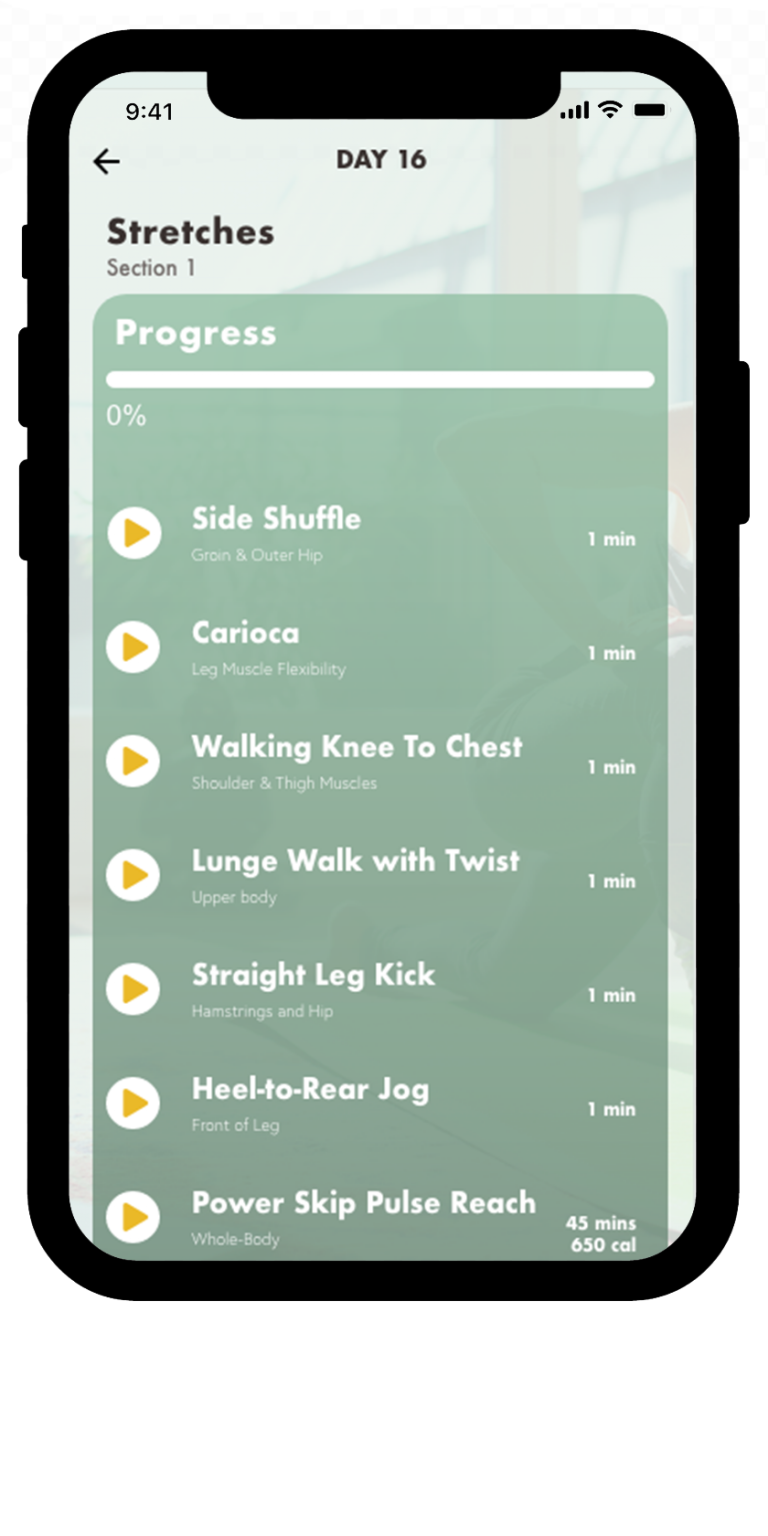 9:41
DAY 16
Stretches
Section 1
Progress
0%
Side Shuffle
Groin & Outer Hip
1 min
Carioca
Leg Muscle Flexibility
1 min
Walking Knee To Chest
Shoulder & Thigh Muscles
1 min
Lunge Walk with Twist
Upper body
1 min
Straight Leg Kick
Hamstrings and Hip
1 min
Heel-to-Rear Jog
Front of Leg
1 min
Power Skip Pulse Reach
Whole-Body
45 mins
650 cal